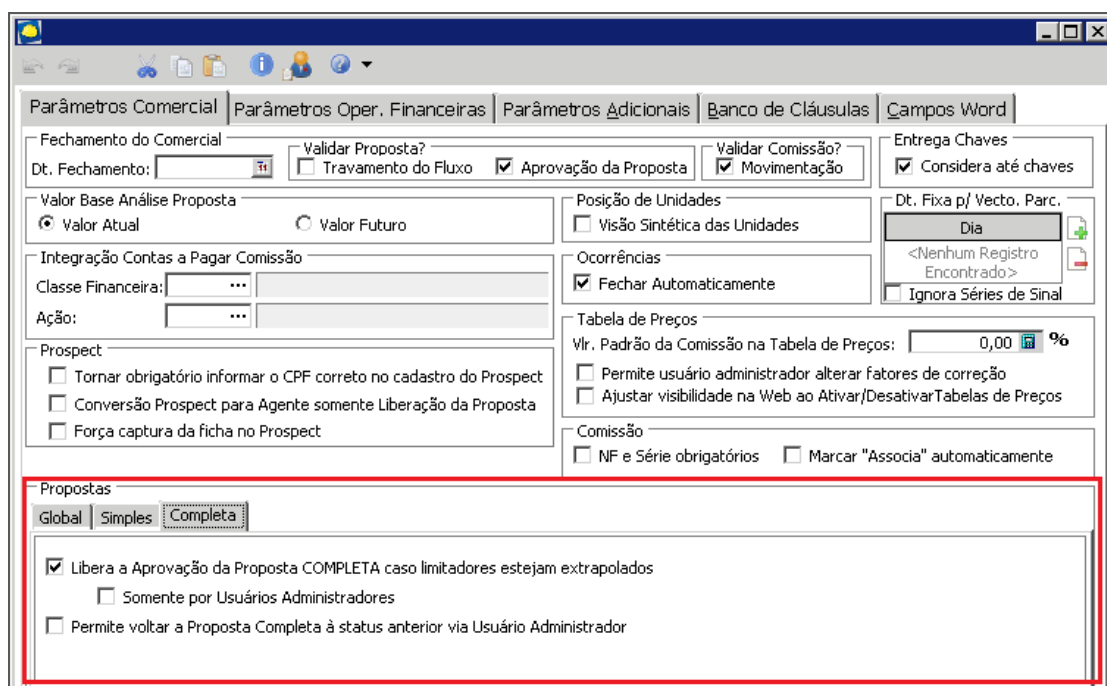 Parâmetros Comercial
Parâmetros Oper. Financeiras
Parâmetros Adicionais
Banco de Cláusulas
Campos Word
Fechamento do Comercial
Dt. Fechamento:
Validar Proposta?
Travamento do Fluxo
Aprovação da Proposta
Validar Comissão?
Movimentação
Entrega Chaves
Considera até chaves
Valor Base Análise Proposta
Valor Atual
Valor Futuro
Posição de Unidades
Visão Sintética das Unidades
Dt. Fixa p/ Vecto. Parc.
Dia
<Nenhum Registro
Encontrado>
Ignora Séries de Sinal
Integração Contas a Pagar Comissão
Classe Financeira:
...
Ação:
...
Ocorrências
Fechar Automaticamente
Tabela de Preços
Vlr. Padrão da Comissão na Tabela de Preços:
0,00
%
Permite usuário administrador alterar fatores de correção
Ajustar visibilidade na Web ao Ativar/DesativarTabelas de Preços
Prospect
Tornar obrigatório informar o CPF correto no cadastro do Prospect
Conversão Prospect para Agente somente Liberação da Proposta
Força captura da ficha no Prospect
Comissão
NF e Série obrigatórios
Marcar "Associa" automaticamente
Propostas
Global
Simples
Completa
Libera a Aprovação da Proposta COMPLETA caso limitadores estejam extrapolados
Somente por Usuários Administradores
Permite voltar a Proposta Completa à status anterior via Usuário Administrador